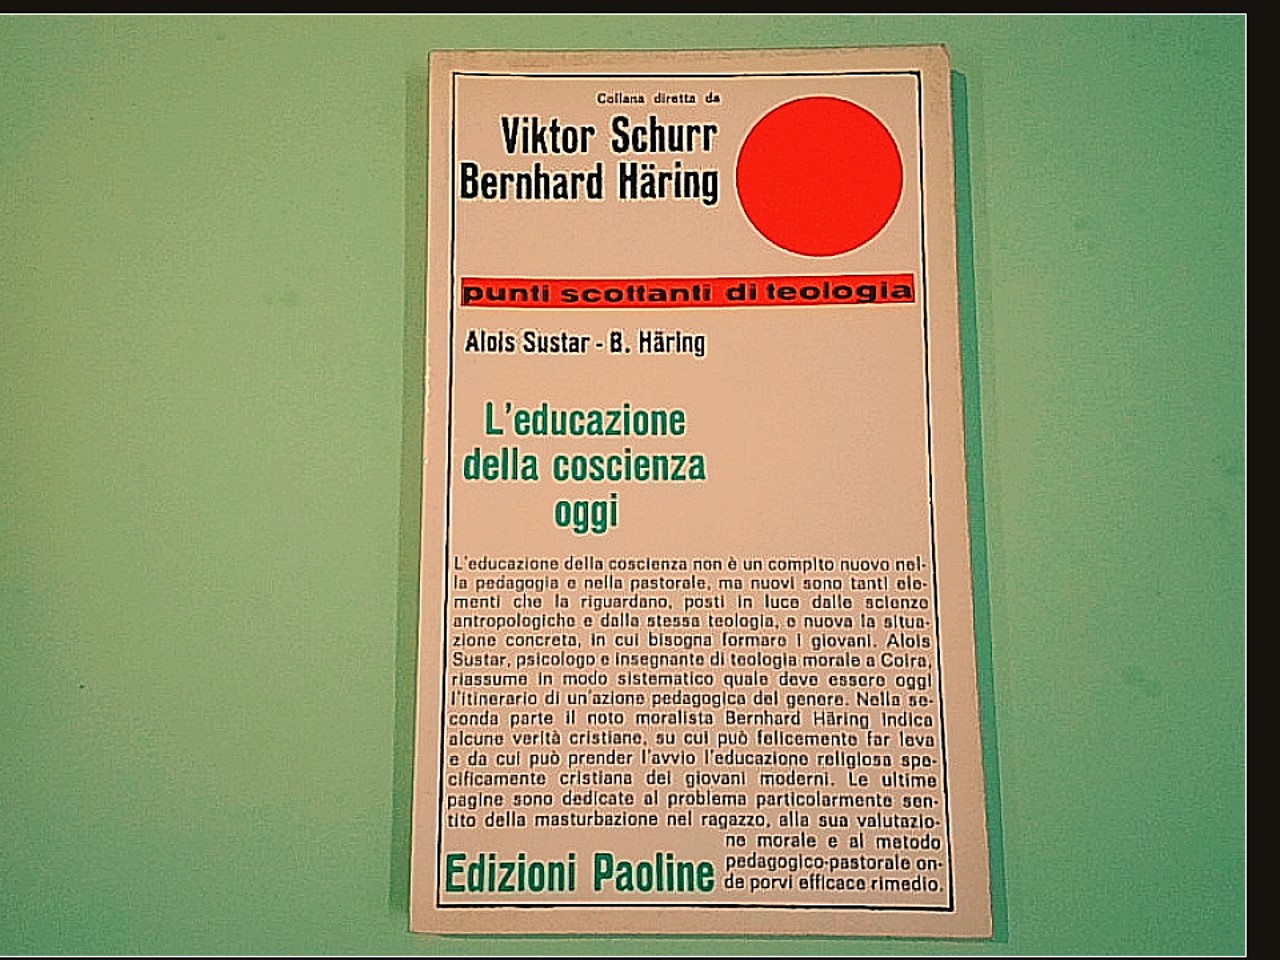 Collana diretta da
Viktor Schurr
Bernhard Häring
punti scottanti di teologia
Alois Sustar - B. Häring
L'educazione
della coscienza
oggi
L'educazione della coscienza non è un compito nuovo nel-
la pedagogia e nella pastorale, ma nuovi sono tanti ele-
menti che la riguardano, posti in luce dalle scienze
antropologiche e dalla stessa teologia, e nuova la situa-
zione concreta, in cui bisogna formare i giovani. Alois
Sustar, psicologo e insegnante di teologia morale a Coira,
riassume in modo sistematico quale deve essere oggi
l'itinerario di un'azione pedagogica del genere. Nella se-
conda parte il noto moralista Bernhard Häring indica
alcune verità cristiane, su cui può felicemente far leva
e da cui può prender l'avvio l'educazione religiosa spe-
cificamente cristiana dei giovani moderni. Le ultime
pagine sono dedicate al problema particolarmente sen-
tito della masturbazione nel ragazzo, alla sua valutazio-
ne morale e al metodo
pedagogico-pastorale on-
de porvi efficace rimedio.
Edizioni Paoline